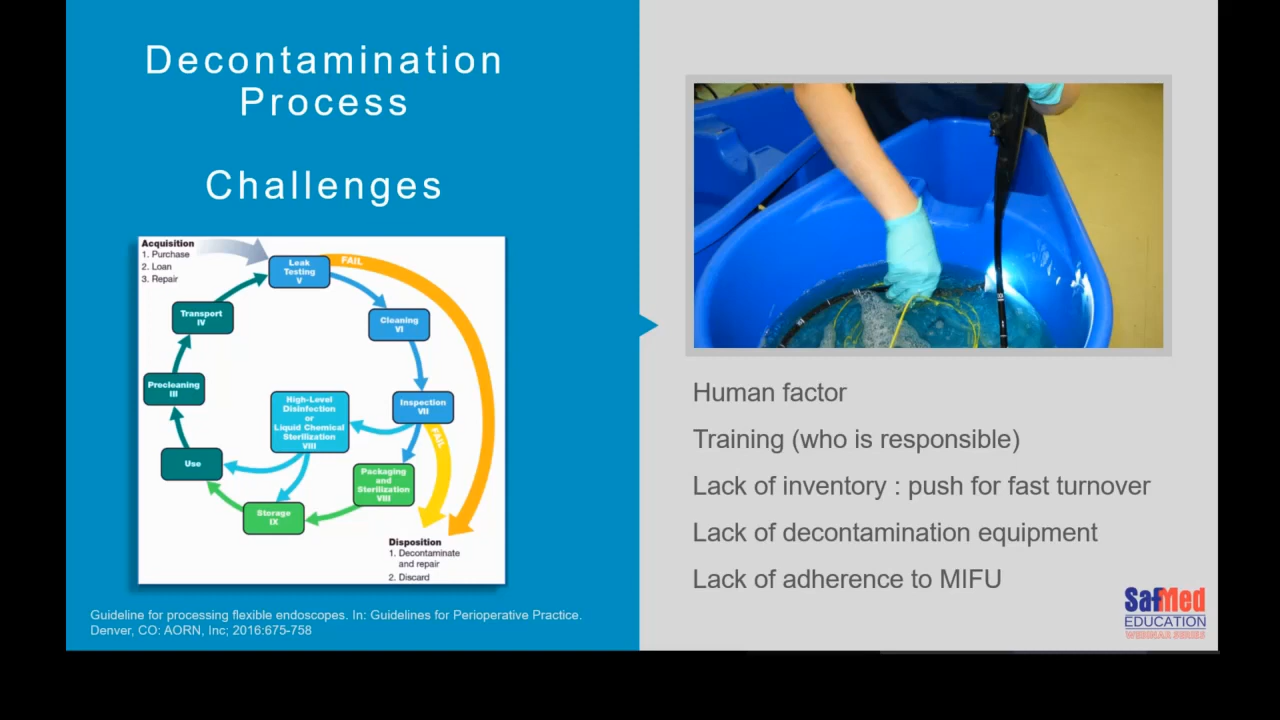 Decontamination
Process
Challenges
Acquisition
1. Purchase
2. Loan
3. Repair
Leak
Testing
V
FAIL
Cleaning
VI
Inspection
VII
FAIL
High-Level
Disinfection
or
Liquid Chemical
Sterilization
VIII
Packaging
and
Sterilization
VIII
Storage
IX
Use
Precleaning
III
Transport
IV
Disposition
1. Decontaminate
and repair
2. Discard
Guideline for processing flexible endoscopes. In: Guidelines for Perioperative Practice.
Denver, CO: AORN, Inc; 2016:675-758
Human factor
Training (who is responsible)
Lack of inventory : push for fast turnover
Lack of decontamination equipment
Lack of adherence to MIFU
SafMed
EDUCATION
WEBINAR SERIES